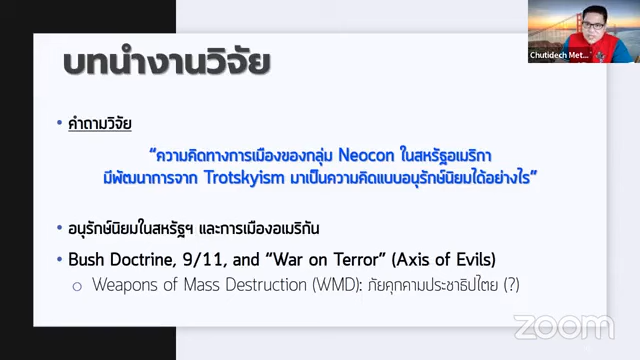 Chutidech Met...
บทนำงานวิจัย
• คำถามวิจัย
“ความคิดทางการเมืองของกลุ่ม Neocon ในสหรัฐอเมริกา
มีพัฒนาการจาก Trotskyism มาเป็นความคิดแบบอนุรักษ์นิยมได้อย่างไร”
• อนุรักษ์นิยมในสหรัฐฯ และการเมืองอเมริกัน
• Bush Doctrine, 9/11, and “War on Terror” (Axis of Evils)
o Weapons of Mass Destruction (WMD): ภัยคุกคามประชาธิปไตย (?)
zoom